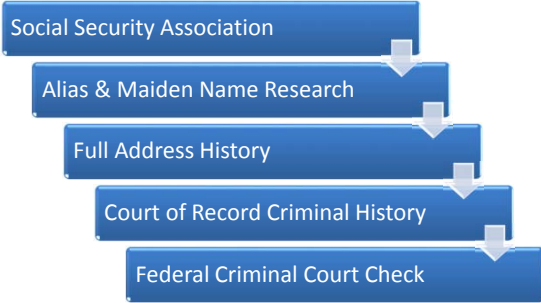 Social Security Association
Alias & Maiden Name Research
Full Address History
Court of Record Criminal History
Federal Criminal Court Check